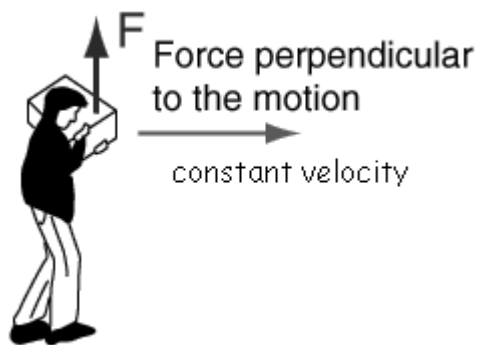 F
Force perpendicular
to the motion
constant velocity